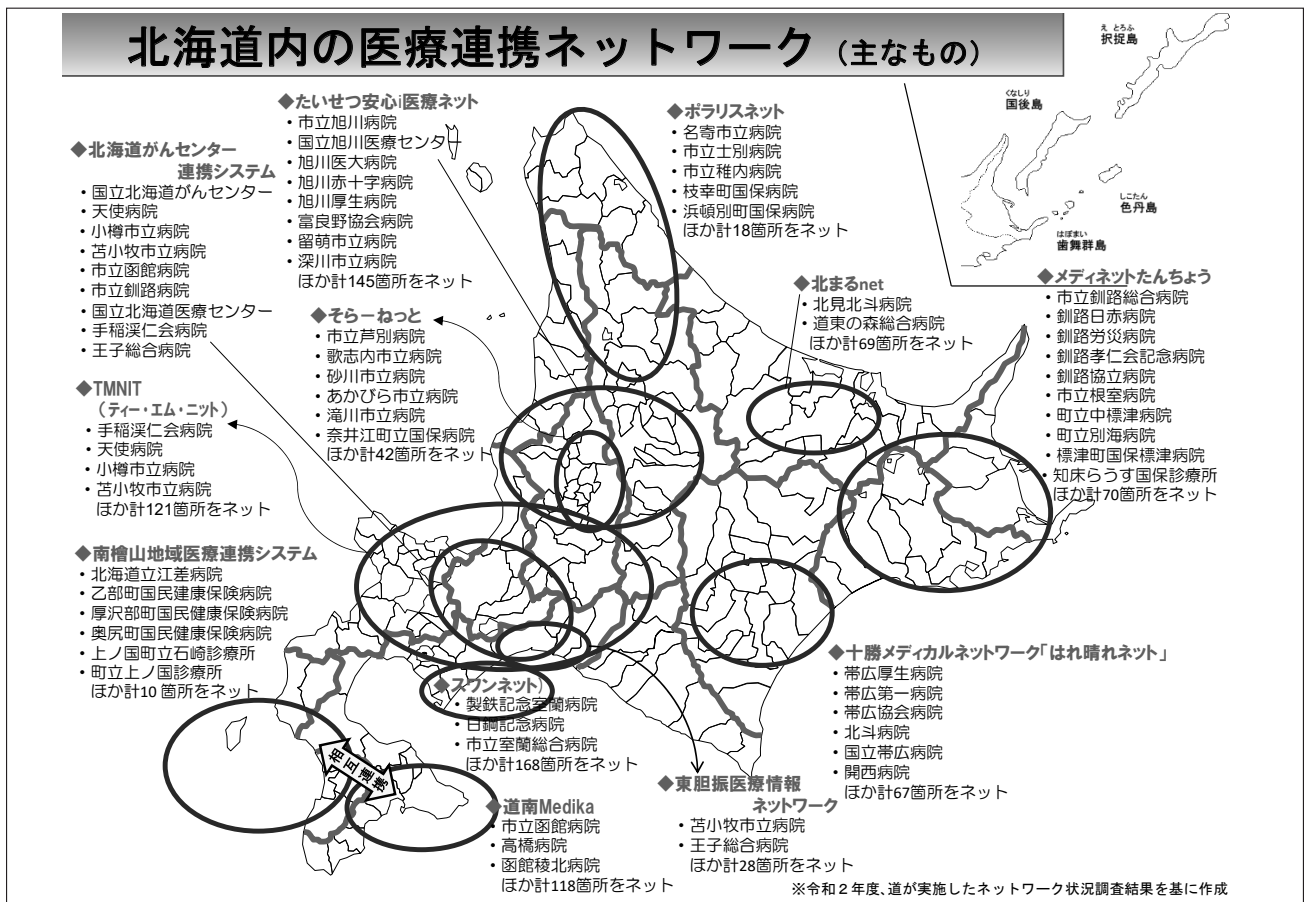 北海道内の医療連携ネットワーク（主なもの）
え とろふ
択捉島
くなしり
国後島
しこたん
色丹島
はぼまい
歯舞群島
◆北海道がんセンター
連携システム
・国立北海道がんセンター
・天使病院
・小樽市立病院
・苫小牧市立病院
・市立函館病院
・市立釧路病院
・国立北海道医療センター
・手稲渓仁会病院
・王子総合病院
◆たいせつ安心i医療ネット
・市立旭川病院
・国立旭川医療センター
・旭川医大病院
・旭川赤十字病院
・旭川厚生病院
・富良野協会病院
・留萌市立病院
・深川市立病院
ほか計145箇所をネット
◆ポラリスネット
・名寄市立病院
・市立士別病院
・市立稚内病院
・枝幸町国保病院
・浜頓別町国保病院
ほか計18箇所をネット
◆北まるnet
・北見北斗病院
・道東の森総合病院
ほか計69箇所をネット
◆メディネットたんちょう
・市立釧路総合病院
・釧路日赤病院
・釧路労災病院
・釧路孝仁会記念病院
・釧路協立病院
・市立根室病院
・町立中標津病院
・町立別海病院
・標津町国保標津病院
・知床らうす国保診療所
ほか計70箇所をネット
◆そらーねっと
・市立芦別病院
・歌志内市立病院
・砂川市立病院
・あかびら市立病院
・滝川市立病院
・奈井江町立国保病院
ほか計42箇所をネット
◆TMNIT
（ティー・エム・ニット）
・手稲渓仁会病院
・天使病院
・小樽市立病院
・苫小牧市立病院
ほか計121箇所をネット
◆南檜山地域医療連携システム
・北海道立江差病院
・乙部町国民健康保険病院
・厚沢部町国民健康保険病院
・奥尻町国民健康保険病院
・上ノ国町立石崎診療所
・町立上ノ国診療所
ほか計10 箇所をネット
相互連携
◆スワンネット）
・製鉄記念室蘭病院
・日鋼記念病院
・市立室蘭総合病院
ほか計168箇所をネット
◆道南Medika
・市立函館病院
・高橋病院
・函館稜北病院
ほか計118箇所をネット
◆東胆振医療情報
ネットワーク
・苫小牧市立病院
・王子総合病院
ほか計28箇所をネット
◆十勝メディカルネットワーク「はれ晴れネット」
・帯広厚生病院
・帯広第一病院
・帯広協会病院
・北斗病院
・国立帯広病院
・開西病院
ほか計67箇所をネット
※令和２年度、道が実施したネットワーク状況調査結果を基に作成